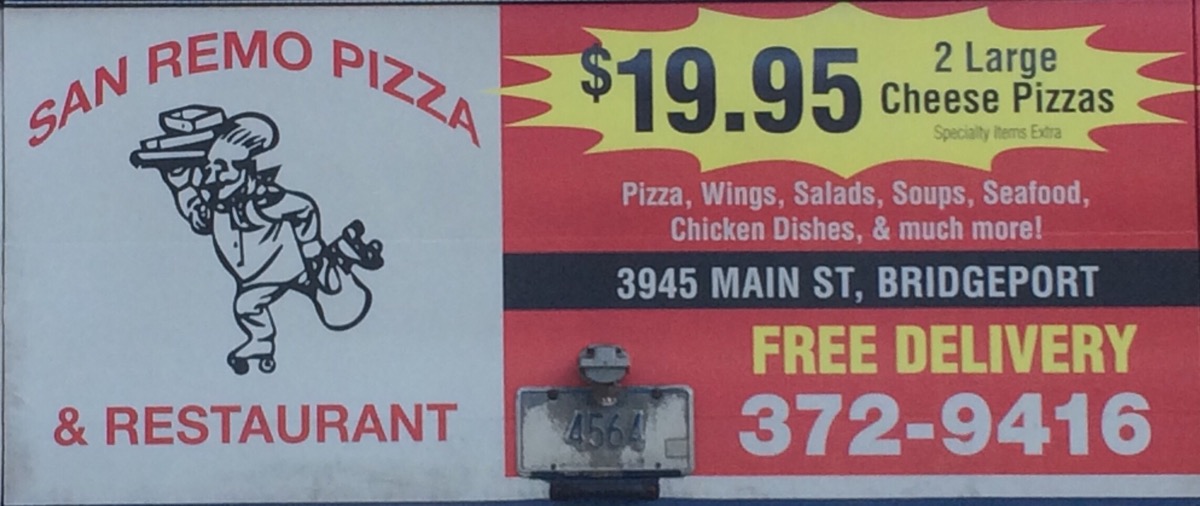 SAN REMO PIZZA
& RESTAURANT
$19.95
2 Large
Cheese Pizzas
Specialty Items Extra
Pizza, Wings, Salads, Soups, Seafood,
Chicken Dishes, & much more!
3945 MAIN ST, BRIDGEPORT
FREE DELIVERY
372-9416
4564